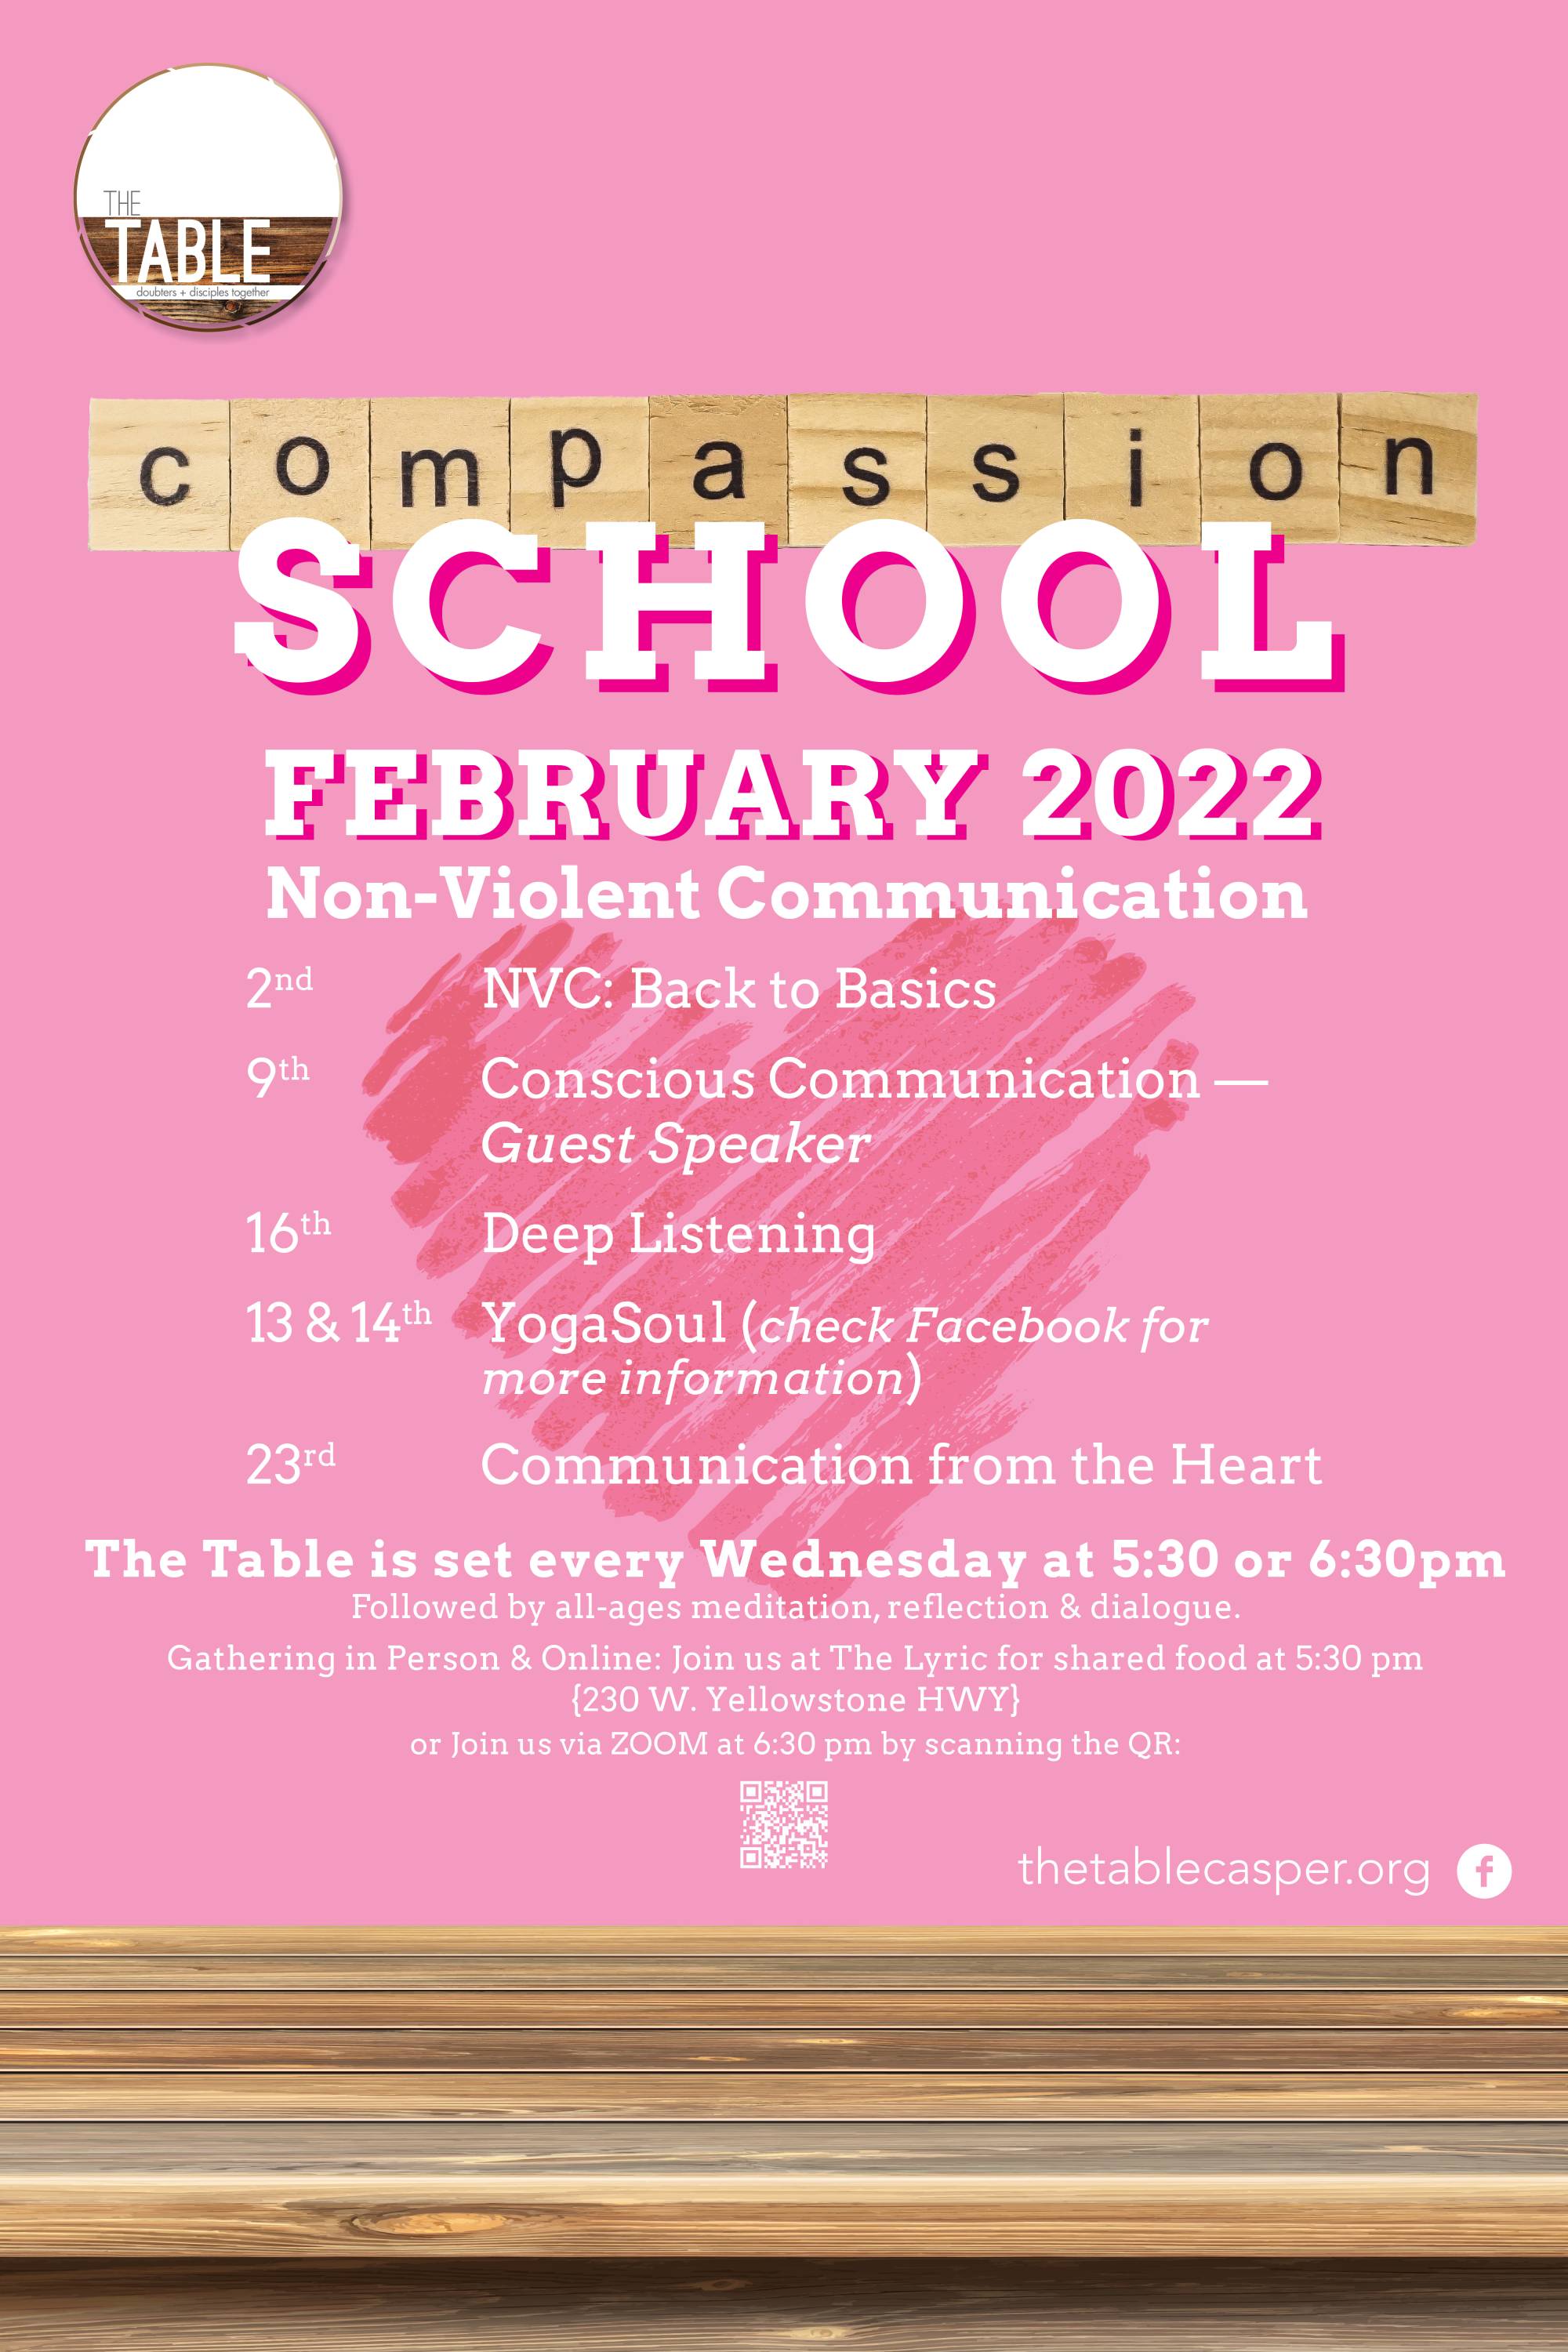 THE
TABLE
doubters + disciples together
compassion
SCHOOL
FEBRUARY 2022
Non-Violent Communication
2nd NVC: Back to Basics
9th Conscious Communication —
Guest Speaker
16th Deep Listening
13 & 14th YogaSoul (check Facebook for
more information)
23rd Communication from the Heart
The Table is set every Wednesday at 5:30 or 6:30pm
Followed by all-ages meditation, reflection & dialogue.
Gathering in Person & Online: Join us at The Lyric for shared food at 5:30 pm
{230 W. Yellowstone HWY}
or Join us via ZOOM at 6:30 pm by scanning the QR:
thetablecasper.org f